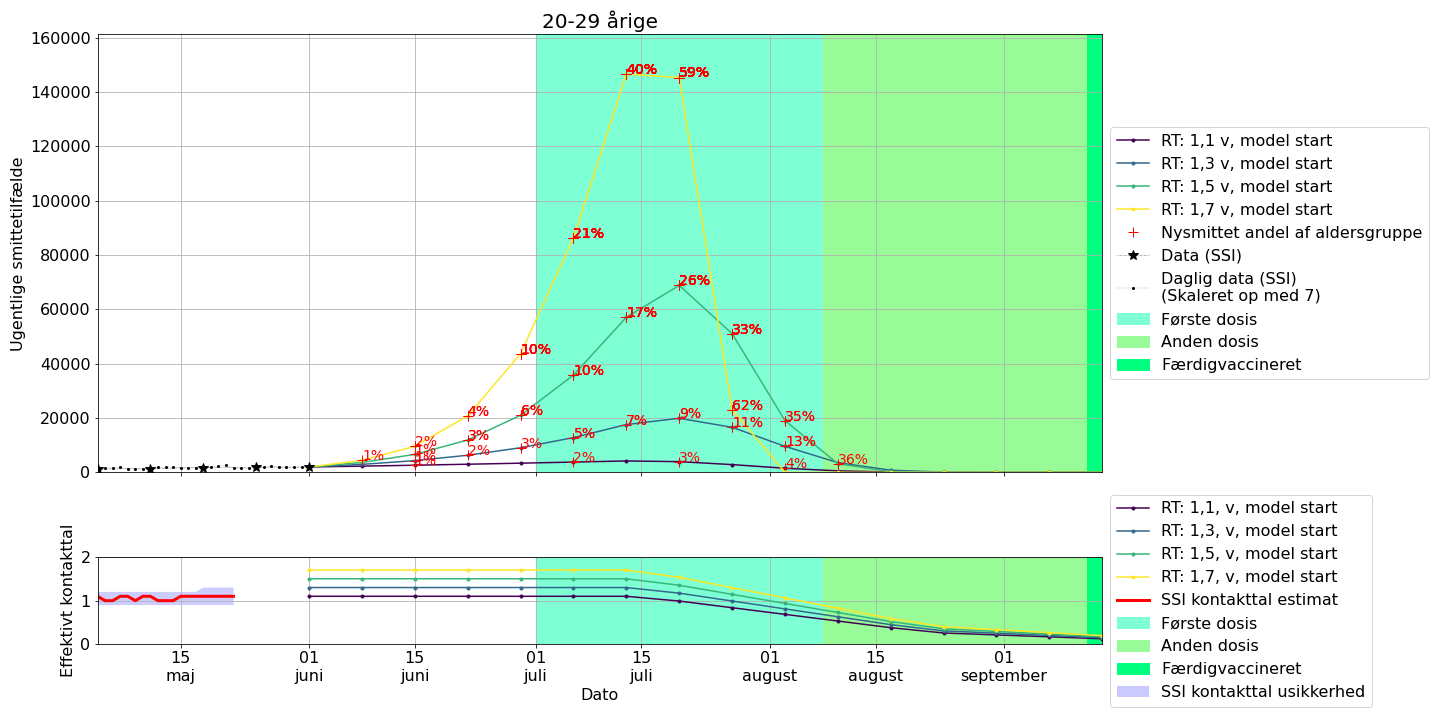 20-29 årige
Ugentlige smittetilfælde
160000
140000
120000
100000
80000
60000
40000
20000
0
40%
59%
21%
26%
17%
33%
10%
10%
62%
4%
6%
35%
2%
3%
7%
9%
11%
1%
1%
2%
3%
5%
13%
1%
2%
3%
4%
36%
RT: 1,1 v, model start
RT: 1,3 v, model start
RT: 1,5 v, model start
RT: 1,7 v, model start
Nysmittet andel af aldersgruppe
Data (SSI)
Daglig data (SSI)
(Skaleret op med 7)
Første dosis
Anden dosis
Færdigvaccineret
Effektivt kontakttal
2
1
0
15
maj
01
juni
15
juni
01
juli
15
juli
01
august
15
august
01
september
Dato
RT: 1,1, v, model start
RT: 1,3, v, model start
RT: 1,5, v, model start
RT: 1,7, v, model start
SSI kontakttal estimat
Første dosis
Anden dosis
Færdigvaccineret
SSI kontakttal usikkerhed